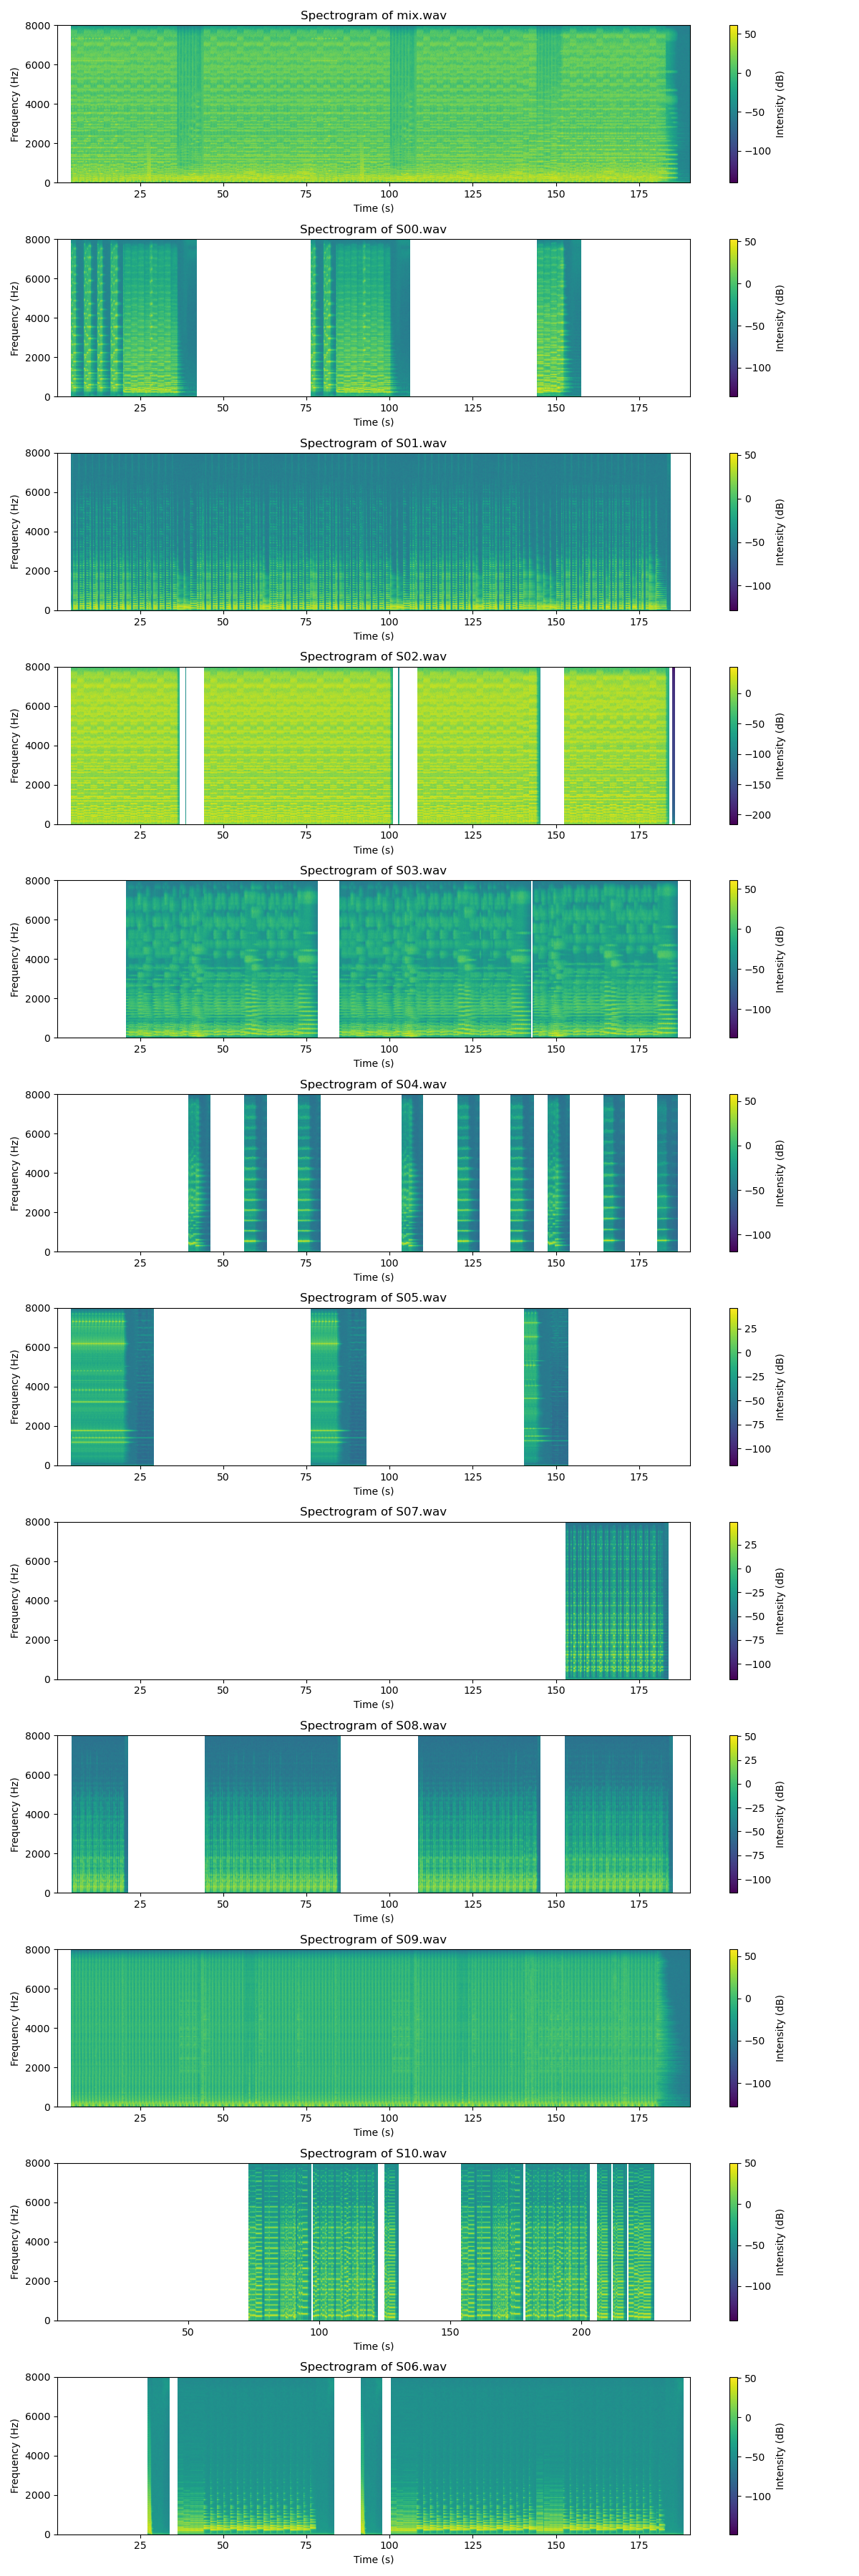 Spectrogram of mix.wav
Frequency (Hz)
8000
6000
4000
2000
0
25 50 75 100 125 150 175
Time (s)
Intensity (dB)
50
0
−50
−100
Spectrogram of S00.wav
Frequency (Hz)
8000
6000
4000
2000
0
25 50 75 100 125 150 175
Time (s)
Intensity (dB)
50
0
−50
−100
Spectrogram of S01.wav
Frequency (Hz)
8000
6000
4000
2000
0
25 50 75 100 125 150 175
Time (s)
Intensity (dB)
50
0
−50
−100
Spectrogram of S02.wav
Frequency (Hz)
8000
6000
4000
2000
0
25 50 75 100 125 150 175
Time (s)
Intensity (dB)
0
−50
−100
−150
−200
Spectrogram of S03.wav
Frequency (Hz)
8000
6000
4000
2000
0
25 50 75 100 125 150 175
Time (s)
Intensity (dB)
50
0
−50
−100
Spectrogram of S04.wav
Frequency (Hz)
8000
6000
4000
2000
0
25 50 75 100 125 150 175
Time (s)
Intensity (dB)
50
0
−50
−100
Spectrogram of S05.wav
Frequency (Hz)
8000
6000
4000
2000
0
25 50 75 100 125 150 175
Time (s)
Intensity (dB)
25
0
−25
−50
−75
−100
Spectrogram of S07.wav
Frequency (Hz)
8000
6000
4000
2000
0
25 50 75 100 125 150 175
Time (s)
Intensity (dB)
25
0
−25
−50
−75
−100
Spectrogram of S08.wav
Frequency (Hz)
8000
6000
4000
2000
0
25 50 75 100 125 150 175
Time (s)
Intensity (dB)
50
25
0
−25
−50
−75
−100
Spectrogram of S09.wav
Frequency (Hz)
8000
6000
4000
2000
0
25 50 75 100 125 150 175
Time (s)
Intensity (dB)
50
0
−50
−100
Spectrogram of S10.wav
Frequency (Hz)
8000
6000
4000
2000
0
50 100 150 200
Time (s)
Intensity (dB)
50
0
−50
−100
Spectrogram of S06.wav
Frequency (Hz)
8000
6000
4000
2000
0
25 50 75 100 125 150 175
Time (s)
Intensity (dB)
50
0
−50
−100